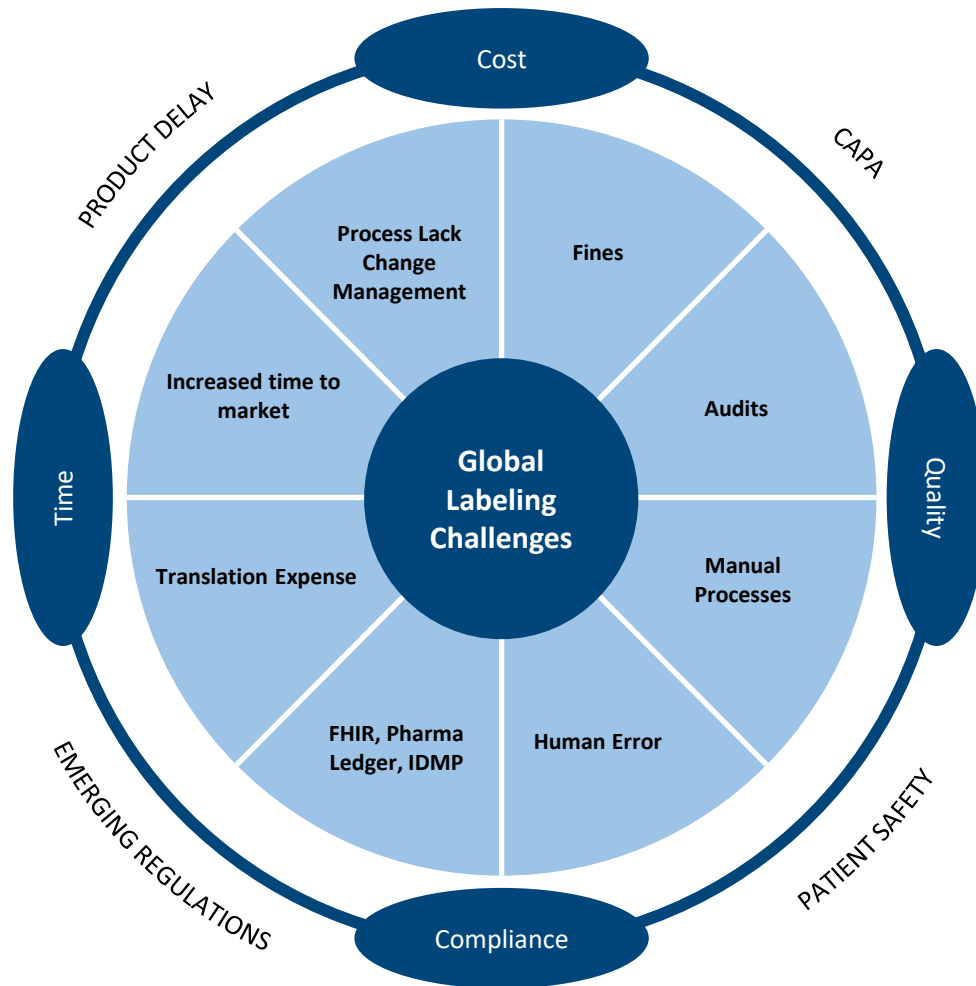 Cost
PRODUCT DELAY
CAPA
Process Lack
Change
Management
Fines
Increased time to
market
Audits
Global
Labeling
Challenges
Time
Quality
Translation Expense
Manual
Processes
FHIR, Pharma
Ledger, IDMP
Human Error
EMERGING REGULATIONS
PATIENT SAFETY
Compliance